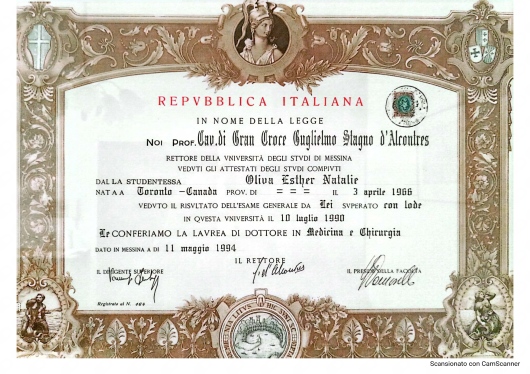 REPVBBLICA ITALIANA
IN NOME DELLA LEGGE
NOI PROF. Cav.di Gran Croce Guglielmo Stagno d'Alcontres
RETTORE DELLA VNIVERSITÀ DEGLI STVDI DI MESSINA
VEDVTI GLI ATTESTATI DEGLI STVDI COMPIVTI
DALLA STUDENTESSA Oliva Esther Natalie
NATA A Toronto -Canada PROV. DI = = = IL 3 aprile 1966
VEDVTO IL RISVLTATO DELL'ESAME GENERALE DA Lei SVPERATO con lode
IN QVESTA VNIVERSITÀ IL 10 luglio 1990
Le CONFERIAMO LA LAVREA DI DOTTORE IN Medicina e Chirurgia
DATO IN MESSINA A DI 11 maggio 1994
IL RETTORE
IL DIRIGENTE SUPERIORE
IL PRESIDE DELLA FACOLTÀ
Registrato al N.
Scansionato con CamScanner